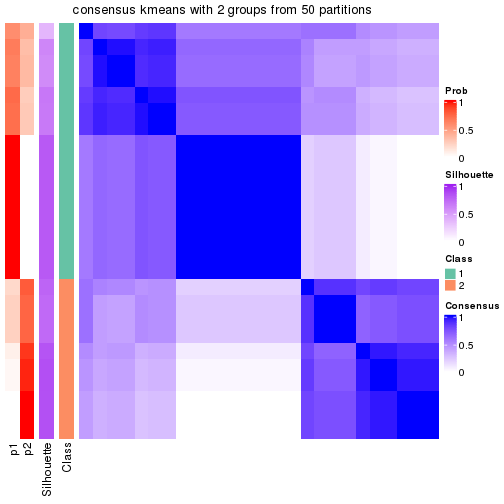 consensus kmeans with 2 groups from 50 partitions
Prob
1
0.5
0
Silhouette
1
0.5
0
Class
1
2
Consensus
1
0.5
0
p1
p2
Silhouette
Class